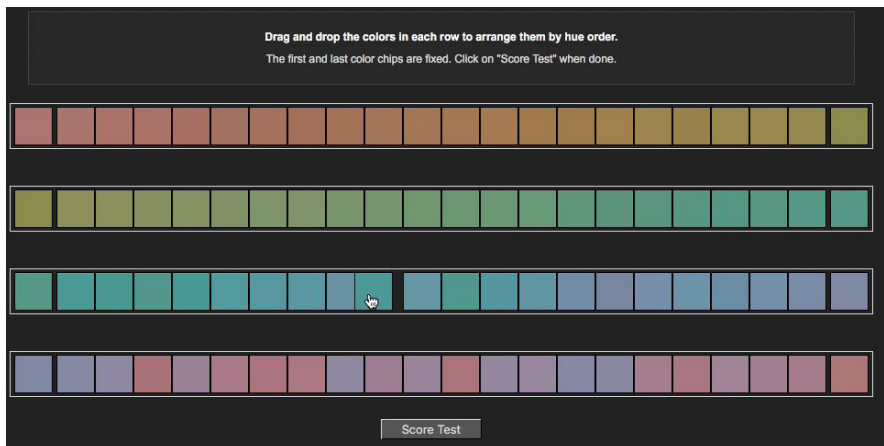 Drag and drop the colors in each row to arrange them by hue order.
The first and last color chips are fixed. Click on "Score Test" when done.
Score Test